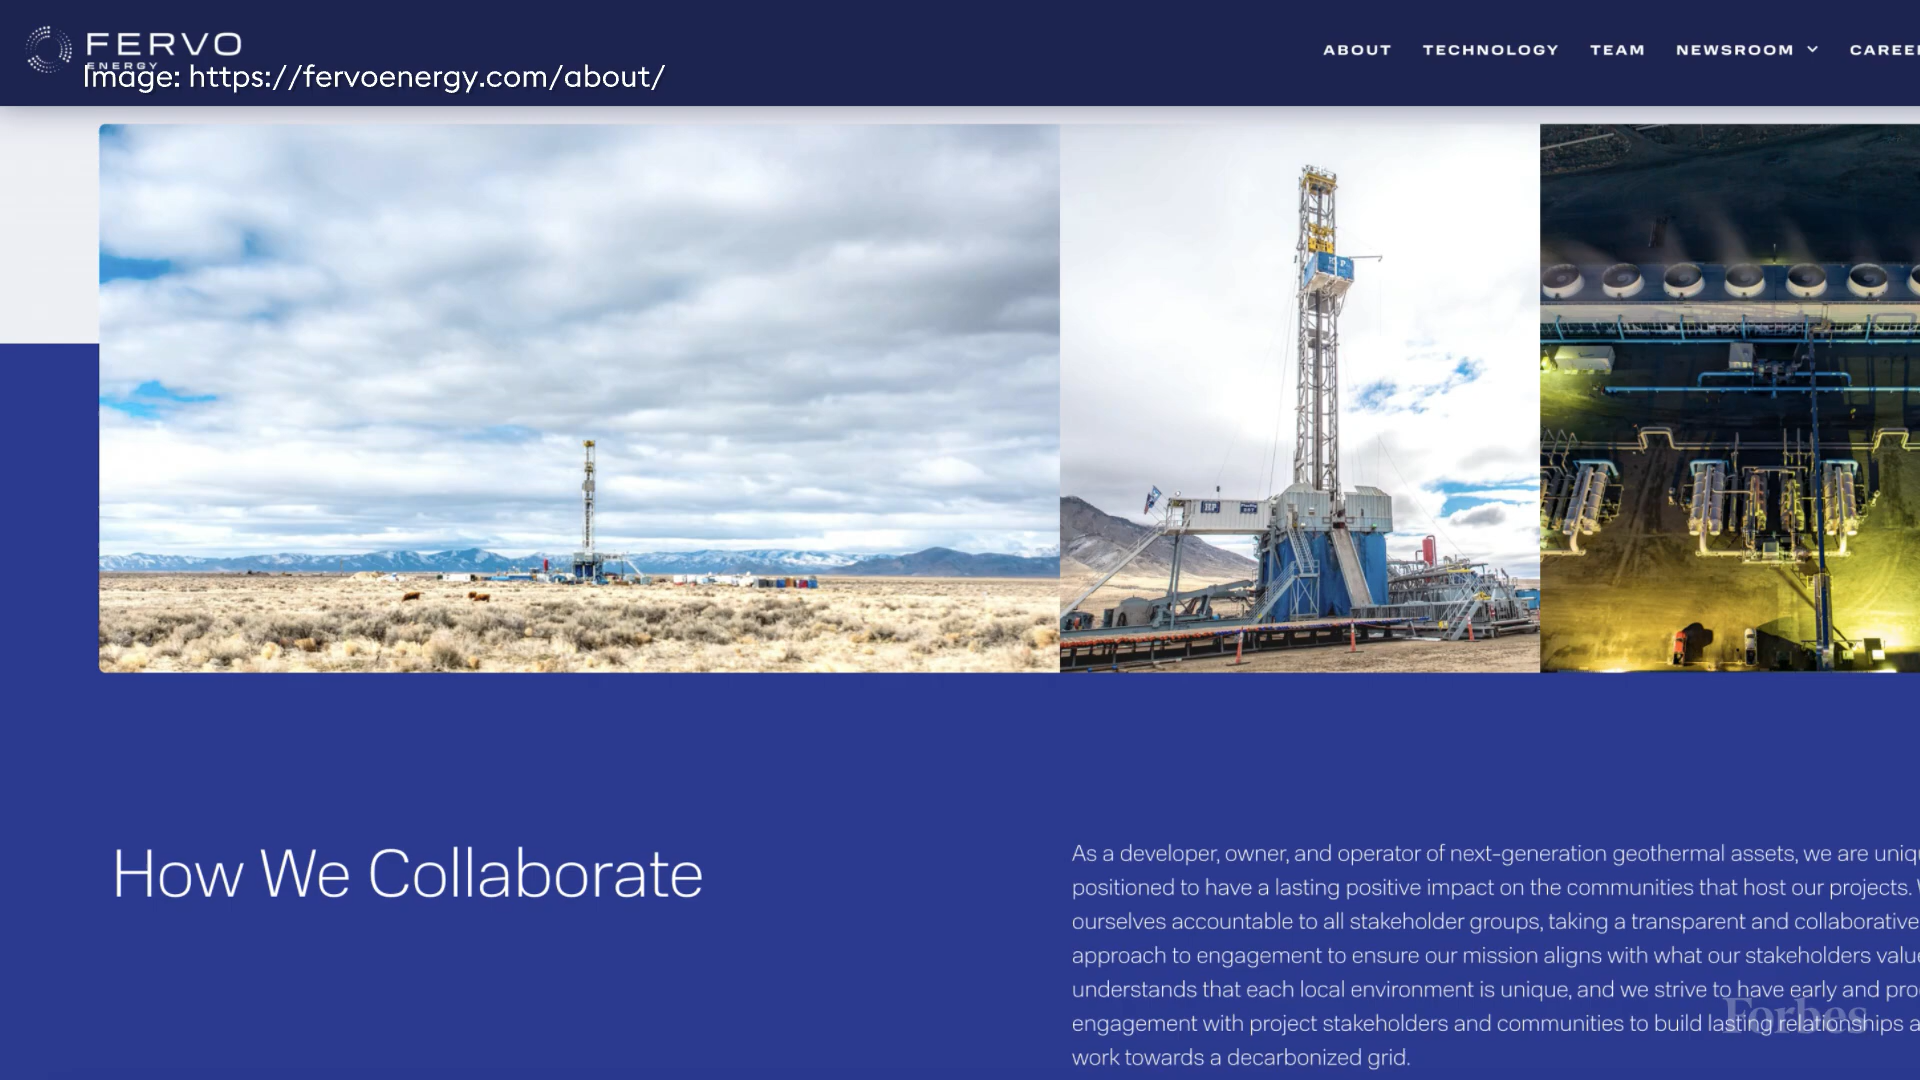 FERVO
ENERGY
Image: https://fervoenergy.com/about/
ABOUT TECHNOLOGY TEAM NEWSROOM
How We Collaborate
As a developer, owner, and operator of next-generation geothermal assets, we are
positioned to have a lasting positive impact on the communities that host our projects.
ourselves accountable to all stakeholder groups, taking a transparent and collaborative
approach to engagement to ensure our mission aligns with what our stakeholders
understands that each local environment is unique, and we strive to have early and
engagement with project stakeholders and communities to build lasting relationships
work towards a decarbonized grid.
Forbes